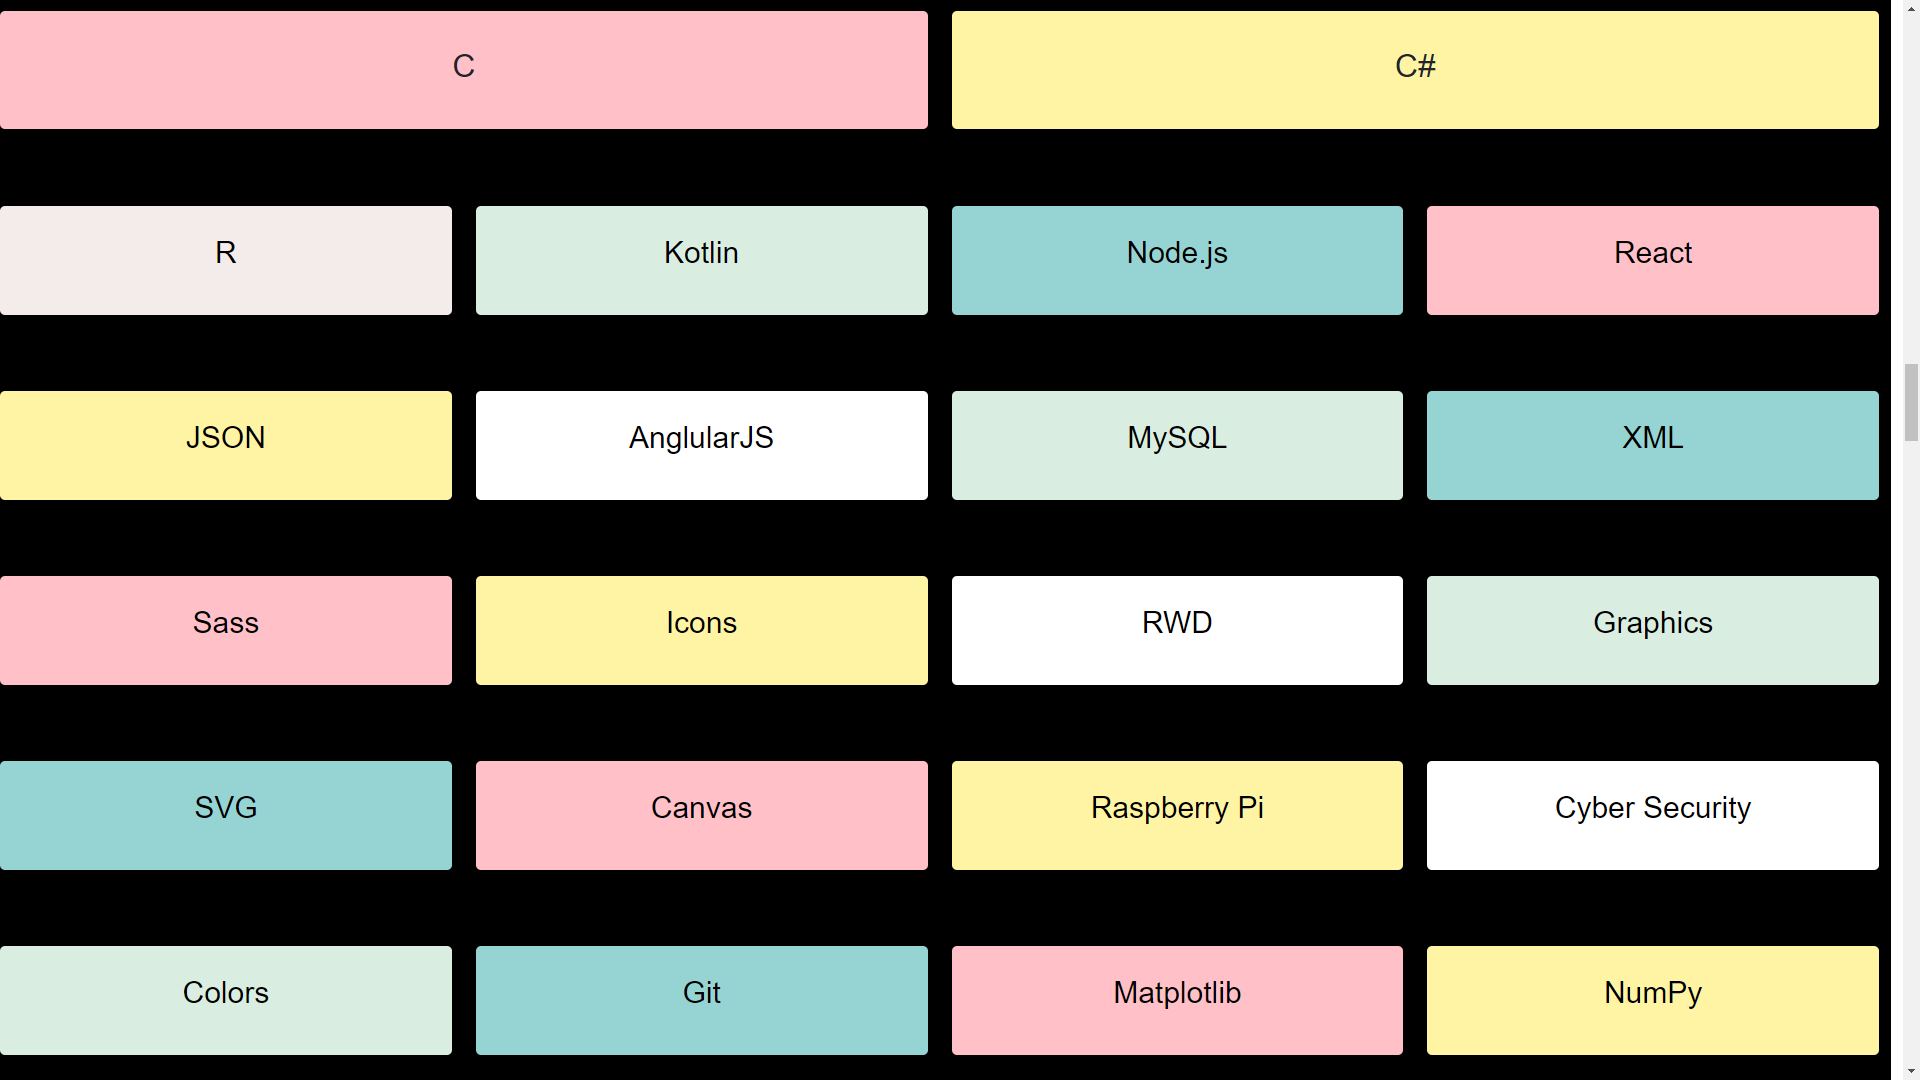 C C#
R Kotlin Node.js React
JSON AnglularJS MySQL XML
Sass Icons RWD Graphics
SVG Canvas Raspberry Pi Cyber Security
Colors Git Matplotlib NumPy